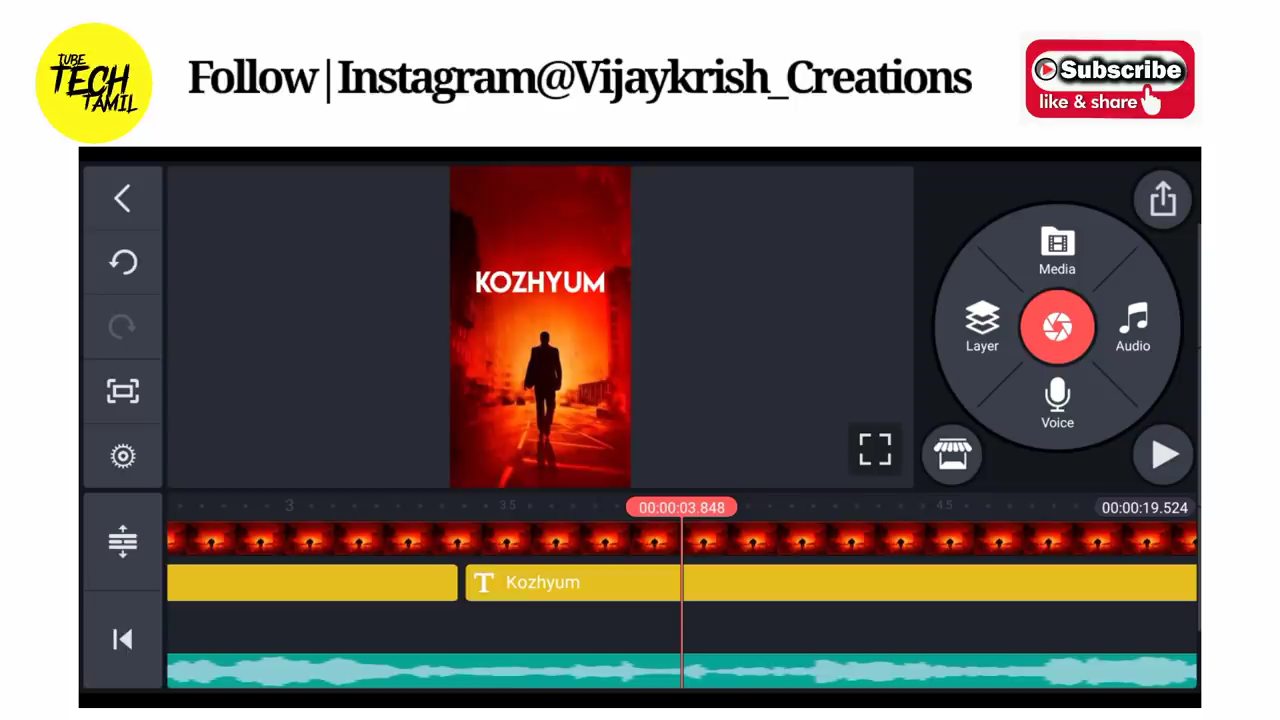 TUBE
TECH
TAMIL
Follow|Instagram@Vijaykrish_Creations
Subscribe
like & share
KOZHYUM
Media
Layer
Audio
Voice
3
3.5
00:00:03.848
4.5
00:00:19.524
T Kozhyum